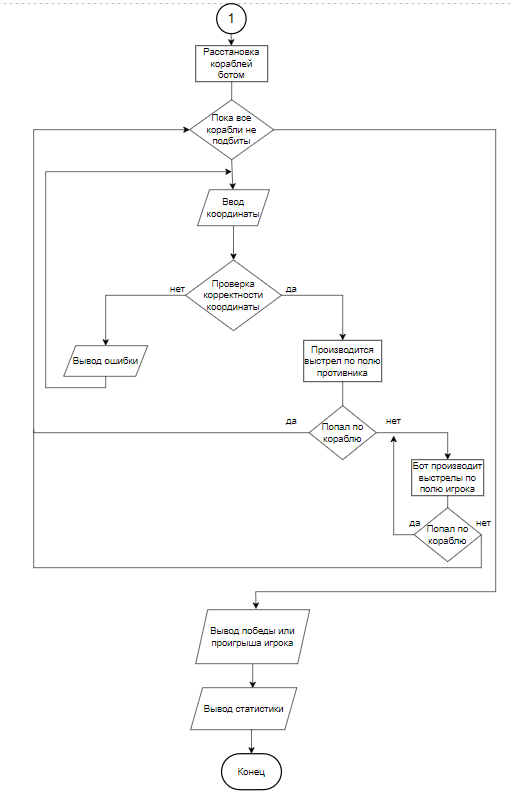 1
Расстановка
кораблей
ботом
Пока все
корабли не
подбиты
Ввод
координаты
Проверка
корректности
координаты
нет
да
Вывод ошибки
Производится
выстрел по полю
противника
Попал по
кораблю
да
нет
Бот производит
выстрелы по
полю игрока
Попал по
кораблю
да
нет
Вывод победы или
проигрыша игрока
Вывод статистики
Конец